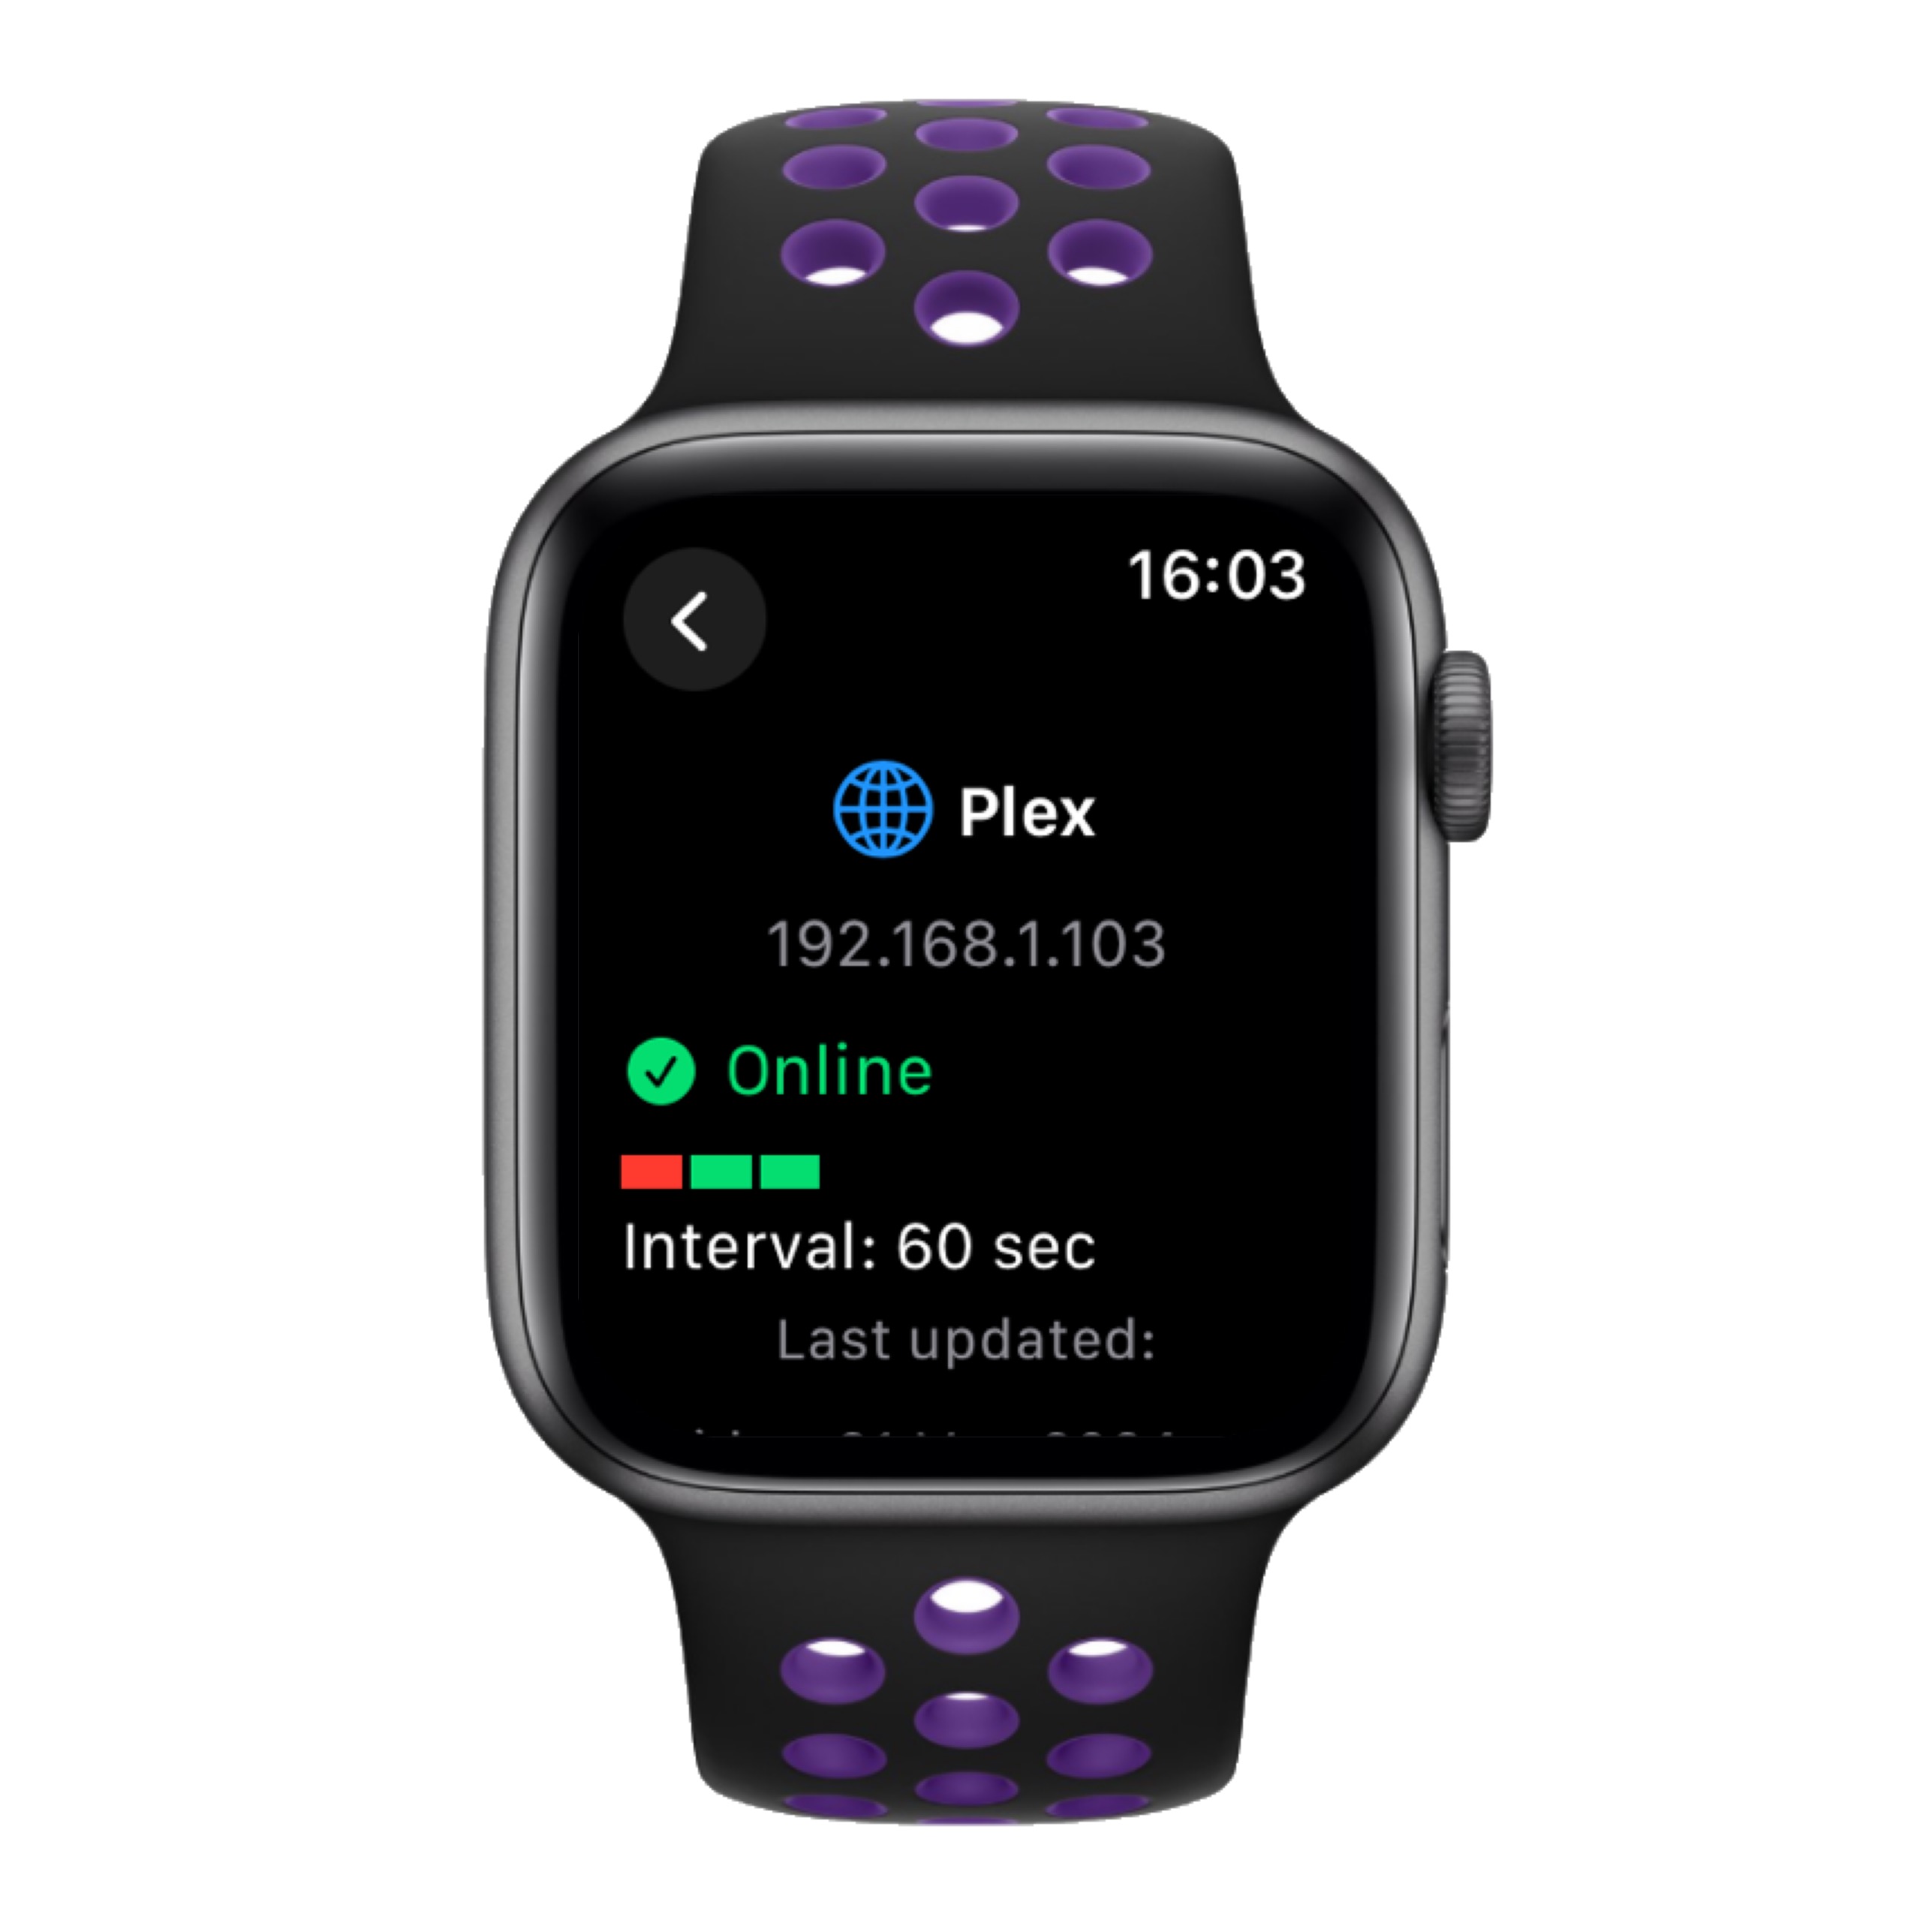 16:03
Plex
192.168.1.103
Online
Interval: 60 sec
Last updated: